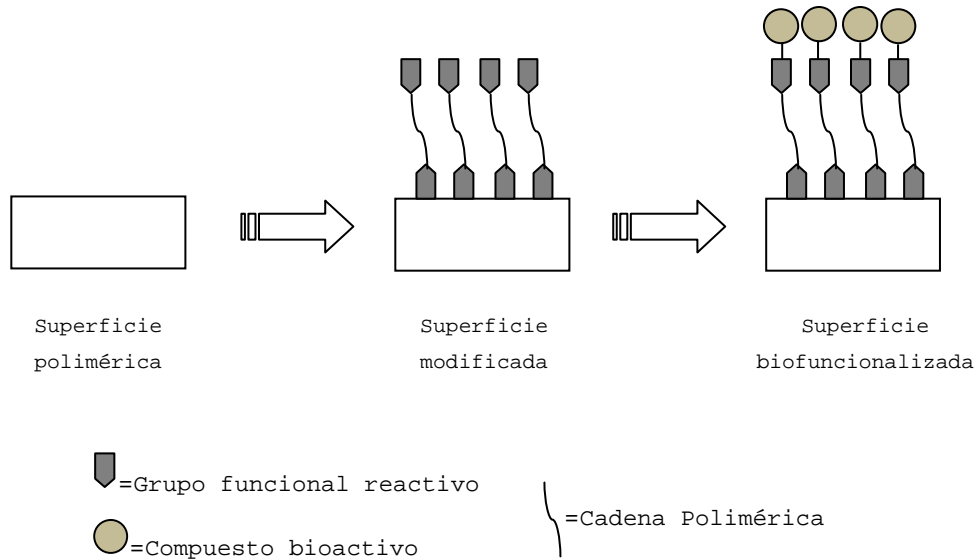 Superficie
polimérica
Superficie
modificada
Superficie
biofuncionalizada
=Grupo funcional reactivo
=Cadena Polimérica
=Compuesto bioactivo